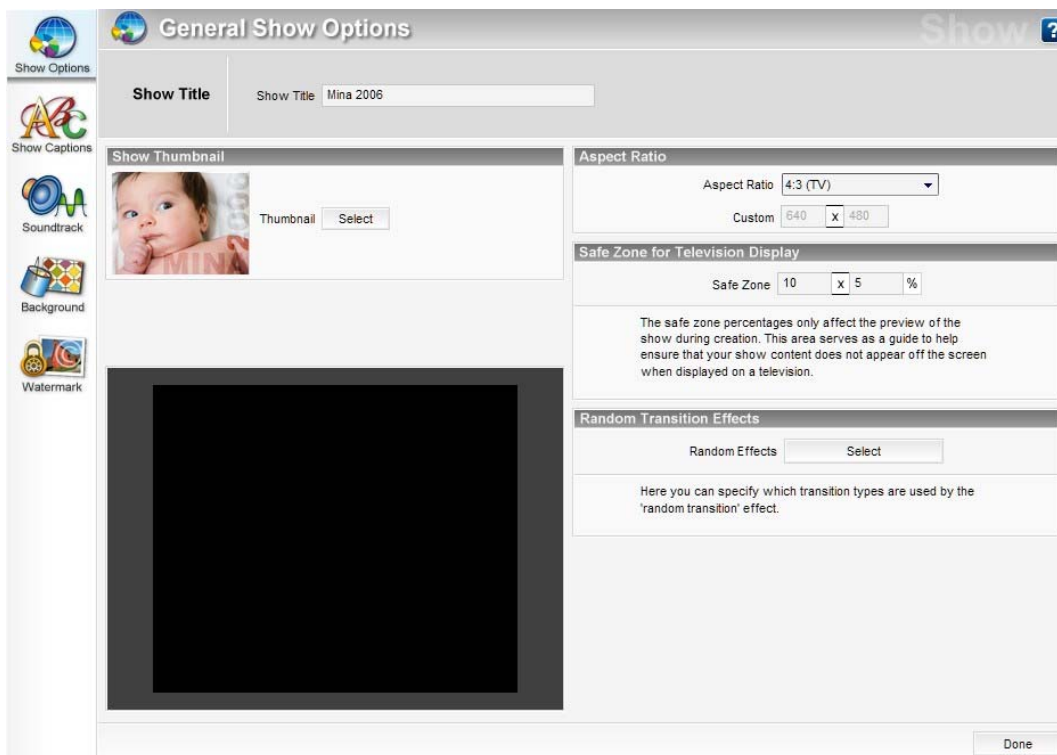 Show Options
Show Captions
Soundtrack
Background
Watermark
General Show Options
Show
?
Show Title
Show Title Mina 2006
Show Thumbnail
Thumbnail Select
MINA
Aspect Ratio
Aspect Ratio 4:3 (TV)
Custom 640 x 480
Safe Zone for Television Display
Safe Zone 10 x 5 %
The safe zone percentages only affect the preview of the
show during creation. This area serves as a guide to help
ensure that your show content does not appear off the screen
when displayed on a television.
Random Transition Effects
Random Effects Select
Here you can specify which transition types are used by the
'random transition' effect.
Done